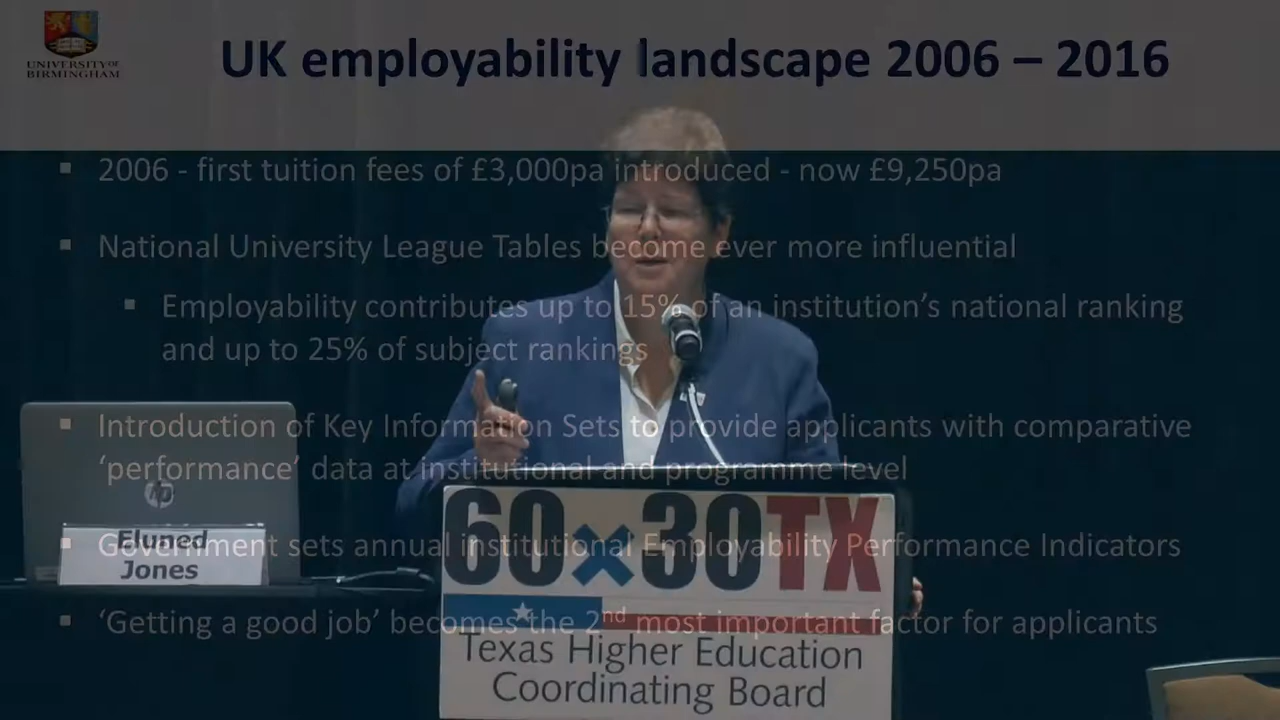 UNIVERSITY OF
BIRMINGHAM
UK employability landscape 2006 – 2016
▪ 2006 - first tuition fees of £3,000pa introduced - now £9,250pa
▪ National University League Tables become ever more influential
▪ Employability contributes up to 15% of an institution’s national ranking
and up to 25% of subject rankings
▪ Introduction of Key Information Sets to provide applicants with comparative
‘performance’ data at institutional and programme level
▪ Government sets annual institutional Employability Performance Indicators
▪ ‘Getting a good job’ becomes the 2nd most important factor for applicants
hp
Eluned
Jones
60x30TX
Texas Higher Education
Coordinating Board